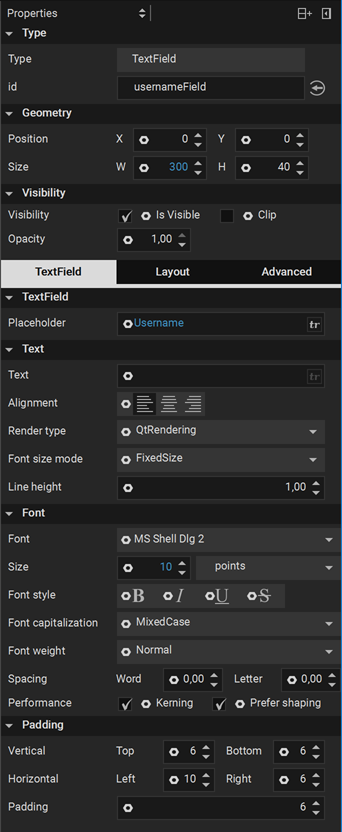 Properties
Type
Type TextField
id usernameField
Geometry
Position X 0 Y 0
Size W 300 H 40
Visibility
Visibility Is Visible Clip
Opacity 1,00
TextField Layout Advanced
TextField
Placeholder Username tr
Text
Text tr
Alignment
Render type QtRendering
Font size mode FixedSize
Line height 1,00
Font
Font MS Shell Dlg 2
Size 10 points
Font style B I U S
Font capitalization MixedCase
Font weight Normal
Spacing Word 0,00 Letter 0,00
Performance Kerning Prefer shaping
Padding
Vertical Top 6 Bottom 6
Horizontal Left 10 Right 6
Padding 6